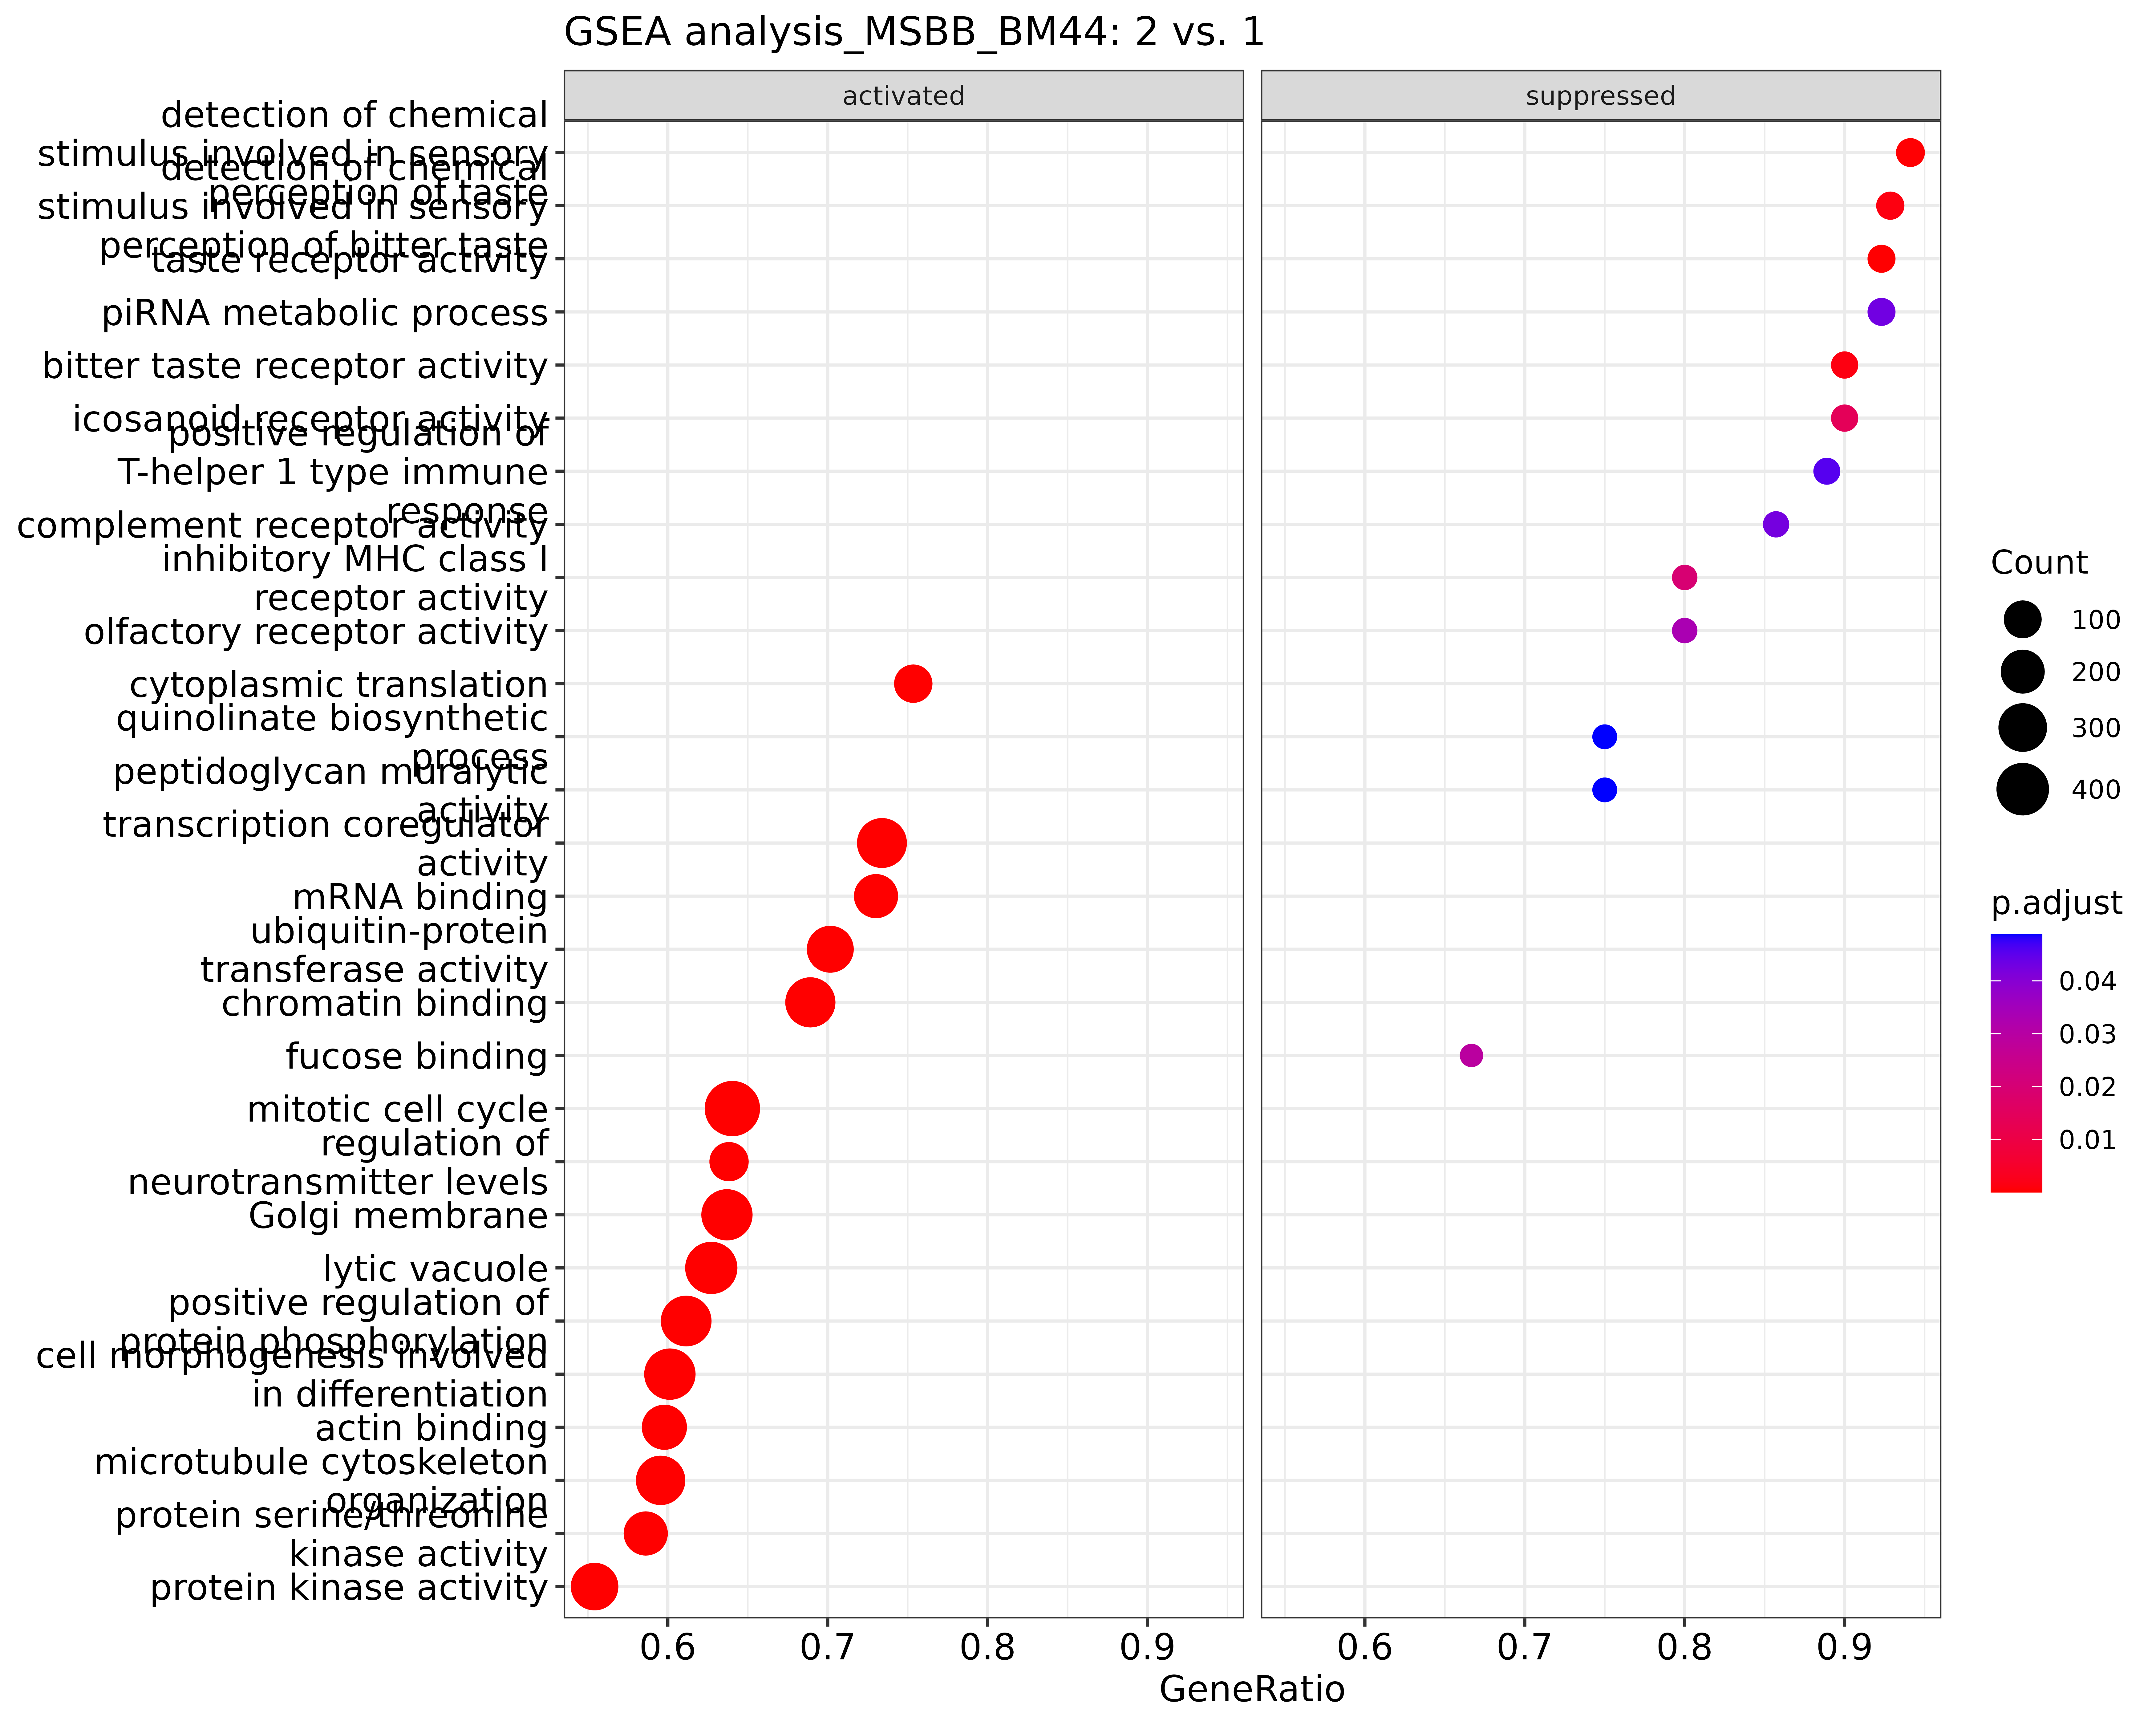 GSEA analysis_MSBB_BM44: 2 vs. 1
activated
suppressed
detection of chemical
stimulus involved in sensory
perception of taste
detection of chemical
stimulus involved in sensory
perception of bitter taste
taste receptor activity
piRNA metabolic process
bitter taste receptor activity
icosanoid receptor activity
positive regulation of
T-helper 1 type immune
response
complement receptor activity
inhibitory MHC class I
receptor activity
olfactory receptor activity
cytoplasmic translation
quinolinate biosynthetic
process
peptidoglycan muralytic
activity
transcription coregulator
activity
mRNA binding
ubiquitin-protein
transferase activity
chromatin binding
fucose binding
mitotic cell cycle
regulation of
neurotransmitter levels
Golgi membrane
lytic vacuole
positive regulation of
protein phosphorylation
cell morphogenesis involved
in differentiation
actin binding
microtubule cytoskeleton
organization
protein serine/threonine
kinase activity
protein kinase activity
0.6 0.7 0.8 0.9
0.6 0.7 0.8 0.9
GeneRatio
Count
100
200
300
400
p.adjust
0.04
0.03
0.02
0.01